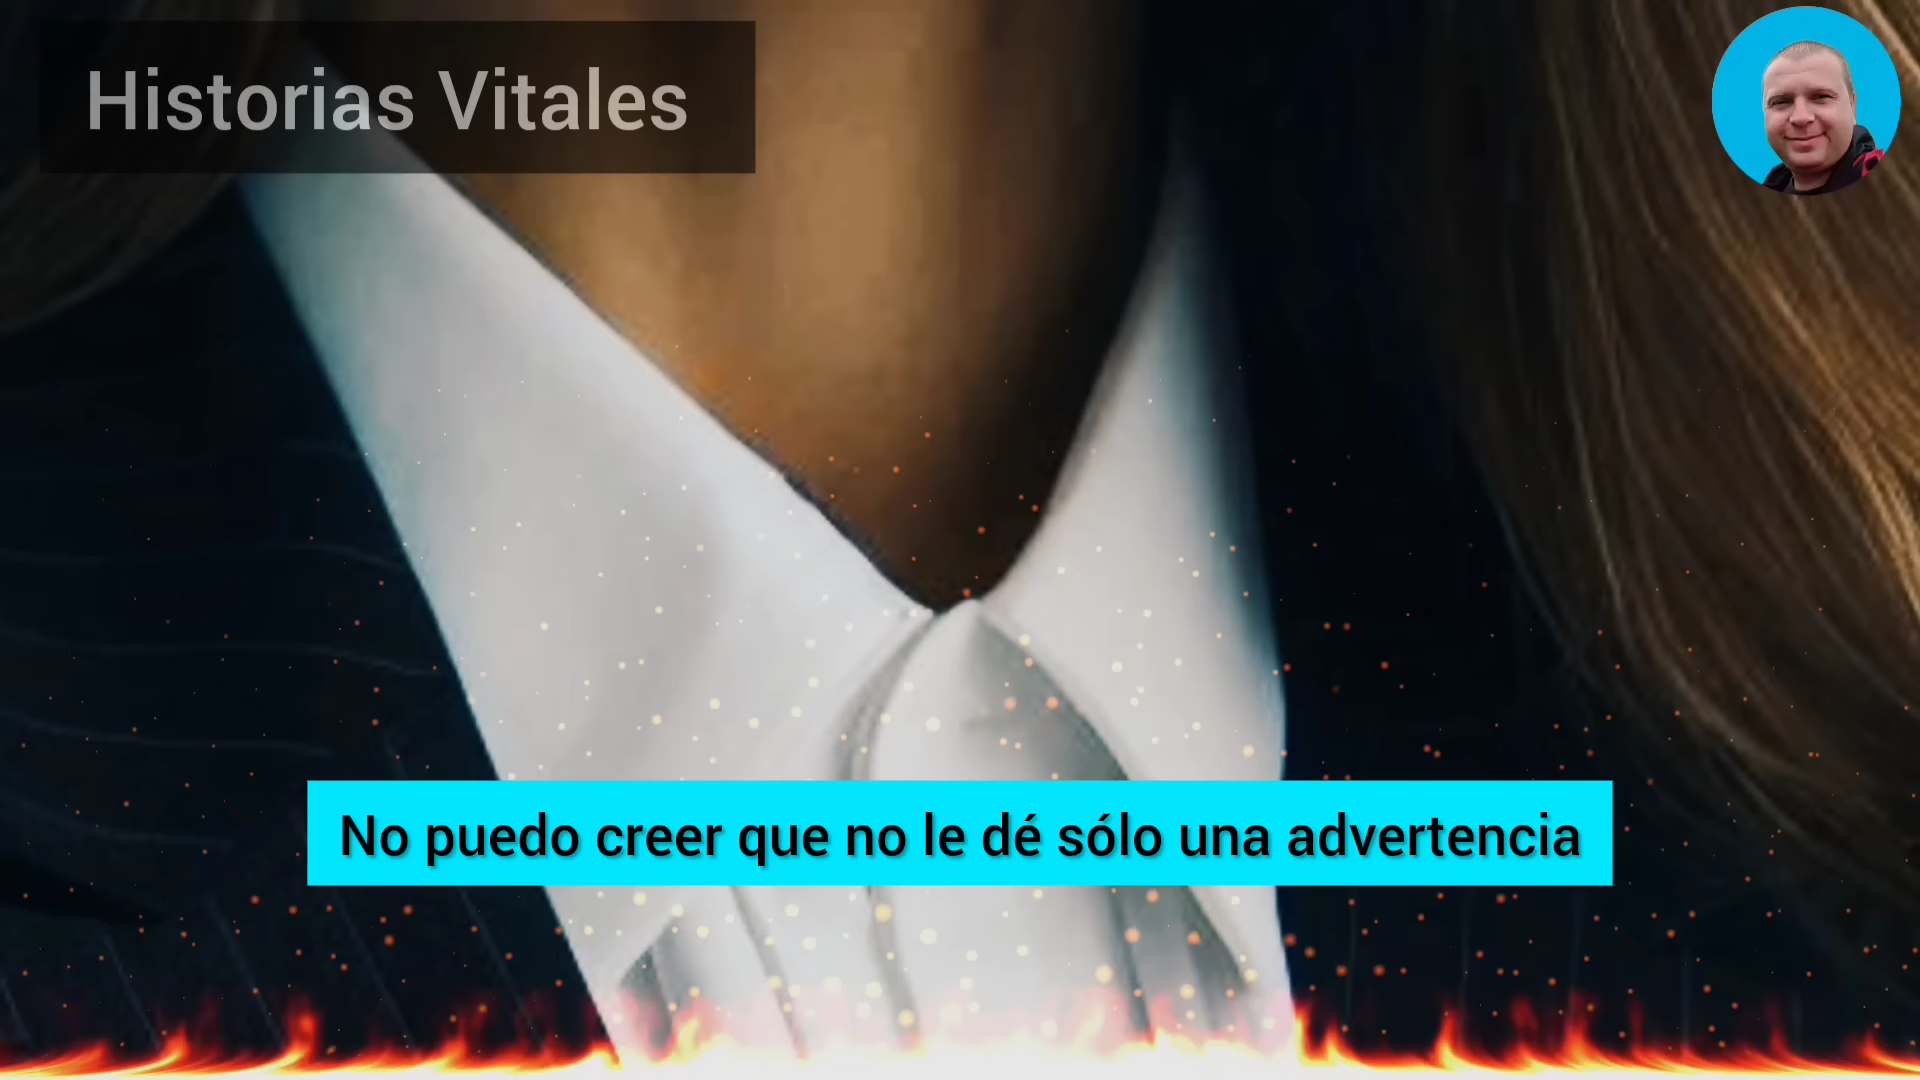 Historias Vitales
No puedo creer que no le dé sólo una advertencia